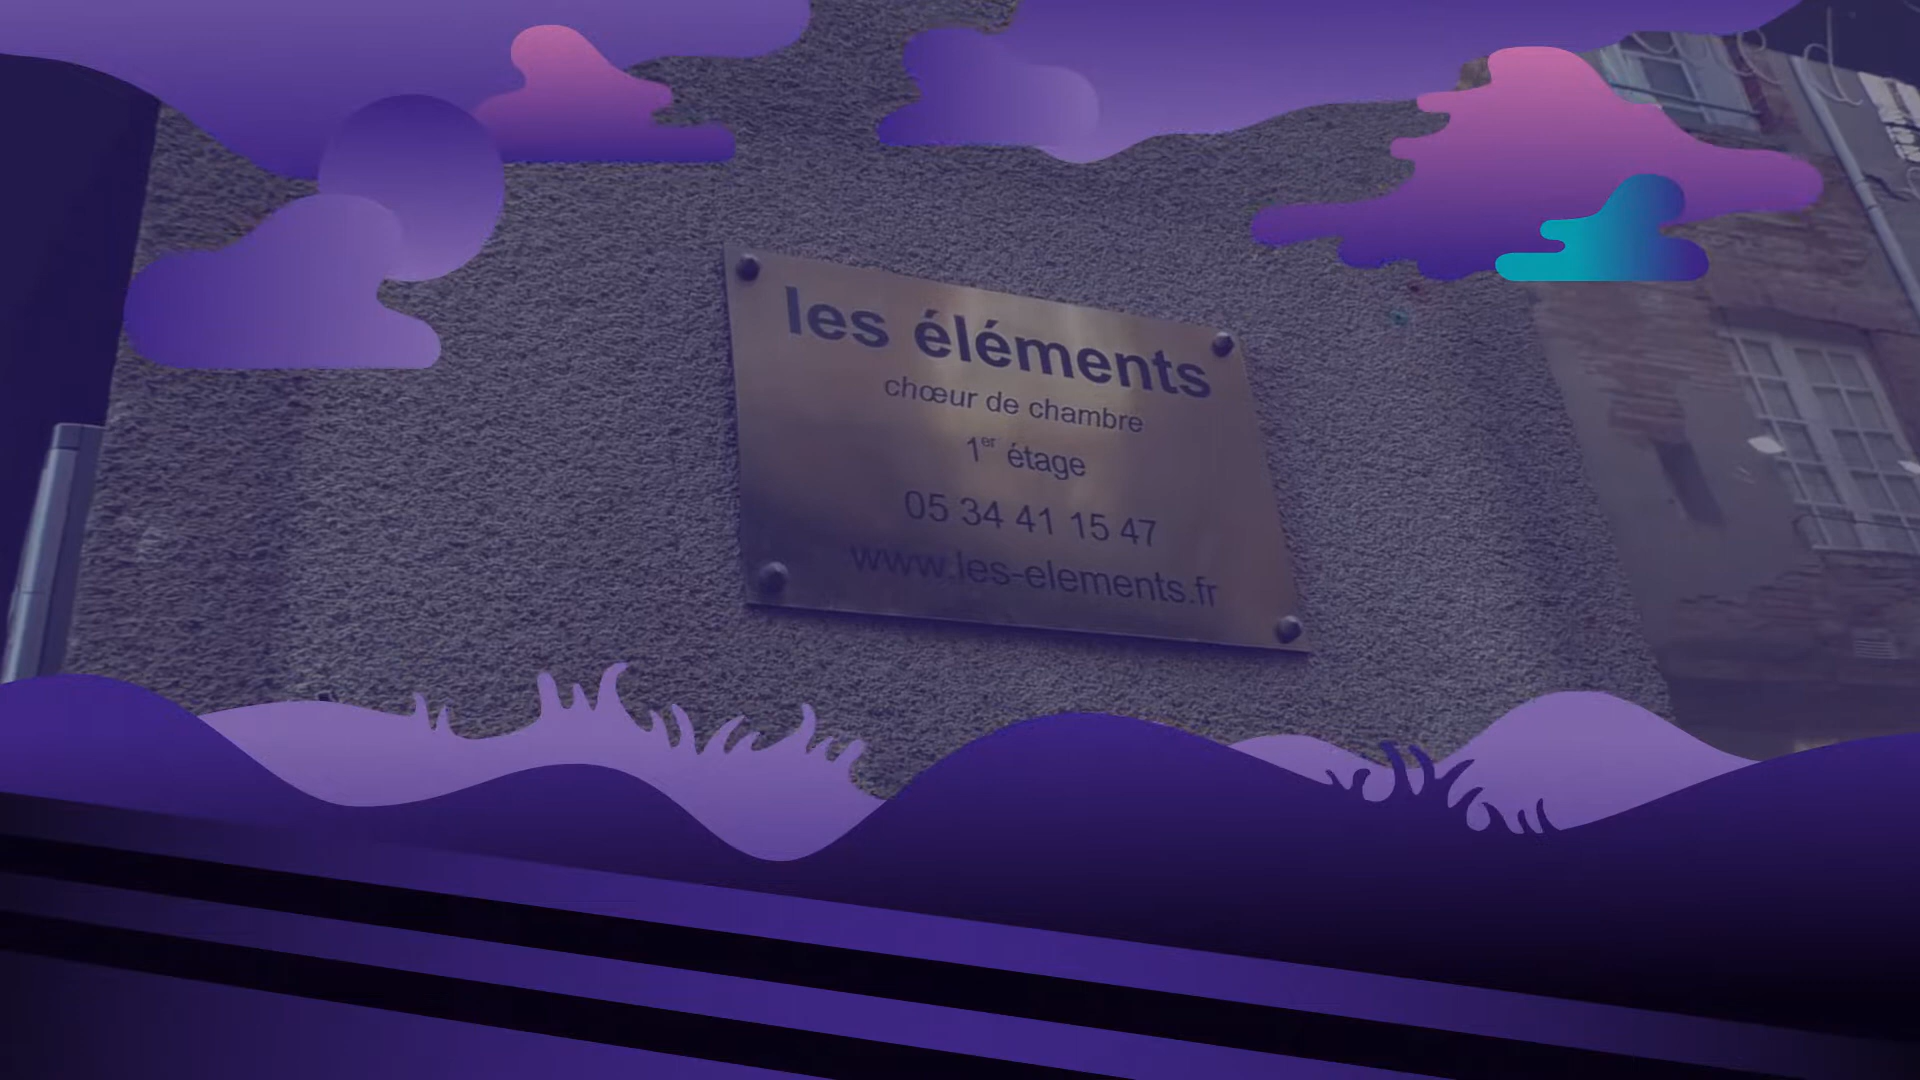 les éléments
chœur de chambre
1er étage
05 34 41 15 47
www.les-elements.fr